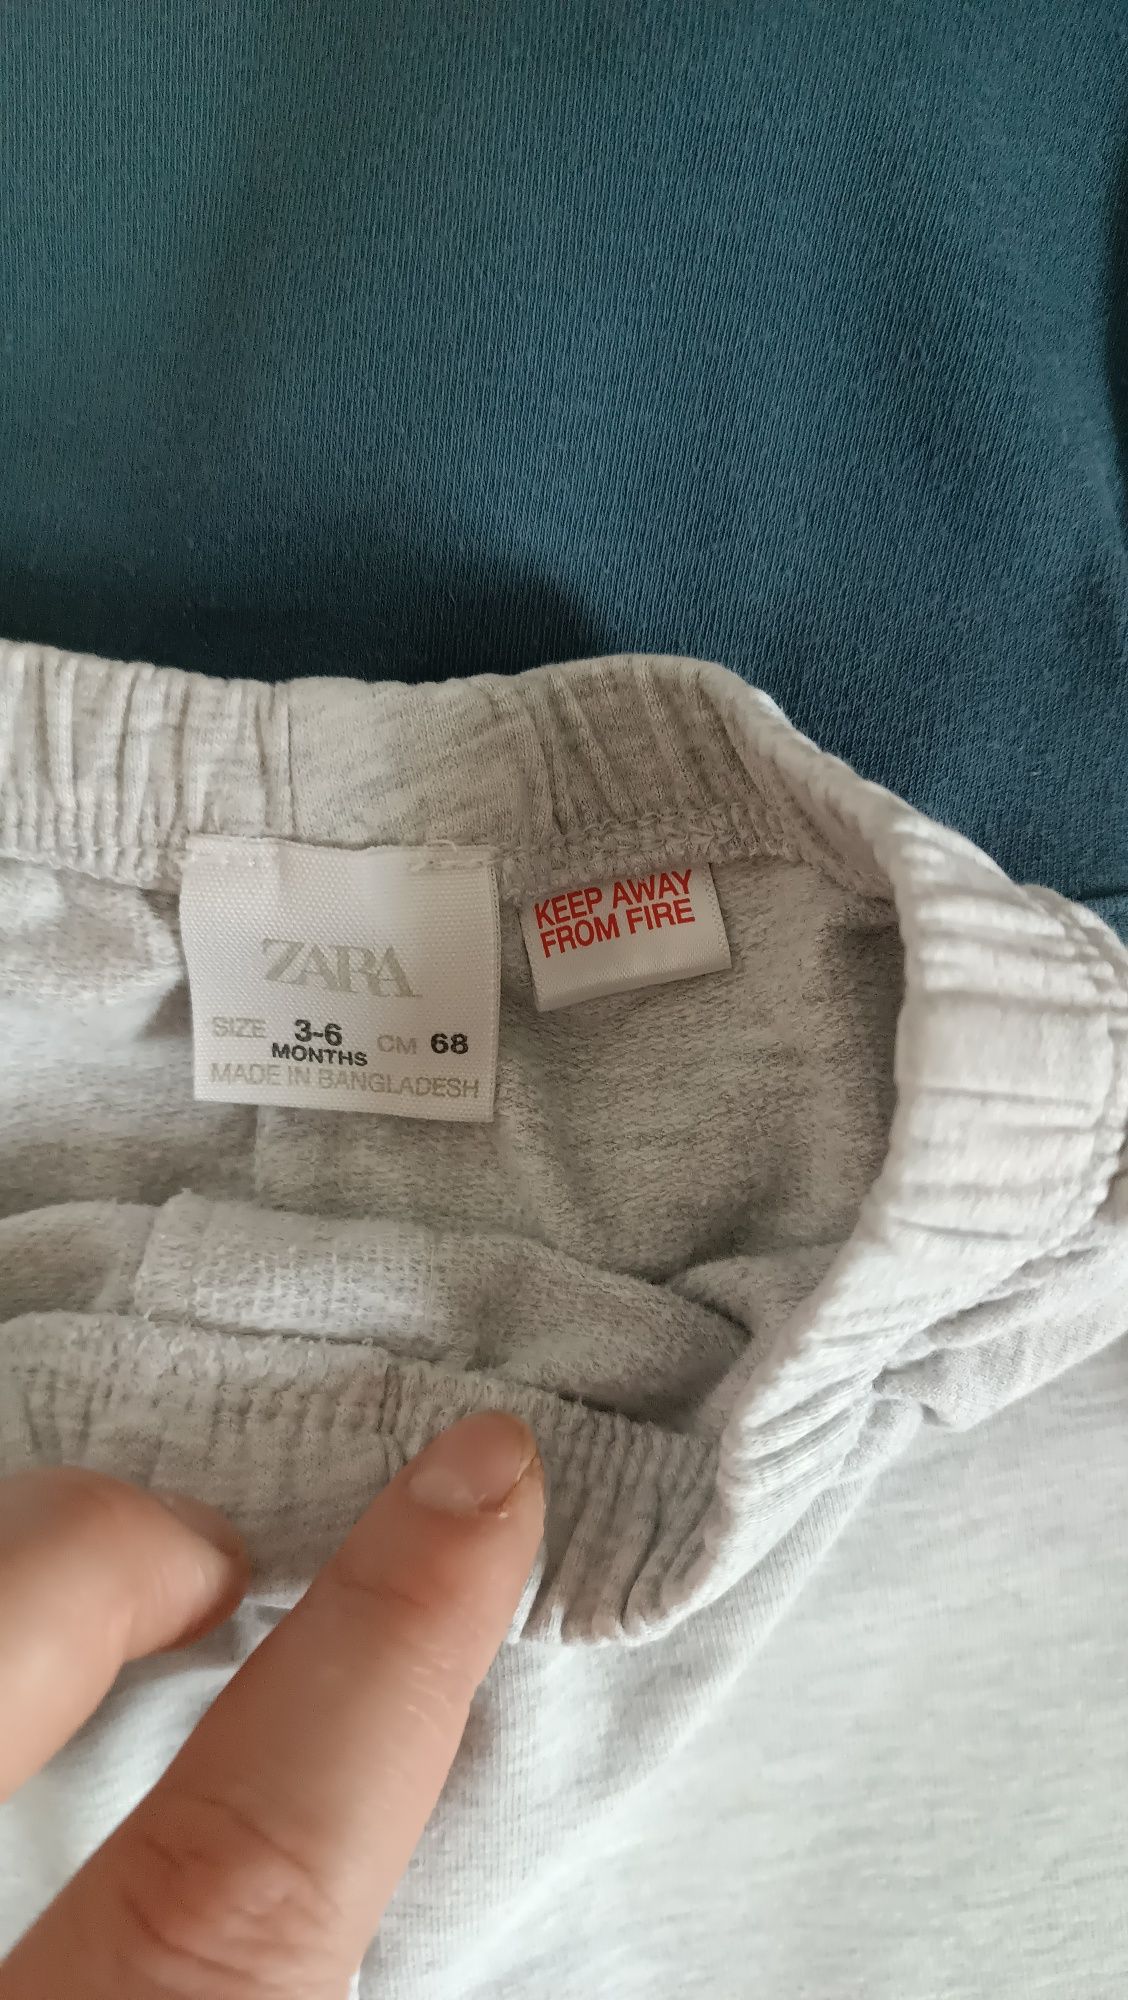 ZARA
SIZE 3-6 MONTHS CM 68
MADE IN BANGLADESH
KEEP AWAY
FROM FIRE